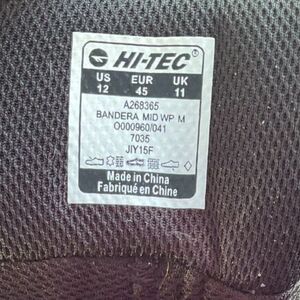 HI-TEC
US EUR UK
12 45 11
A268365
BANDERA MID WP M
O000960/041
7035
JIY15F
Made in China
Fabriqué en Chine